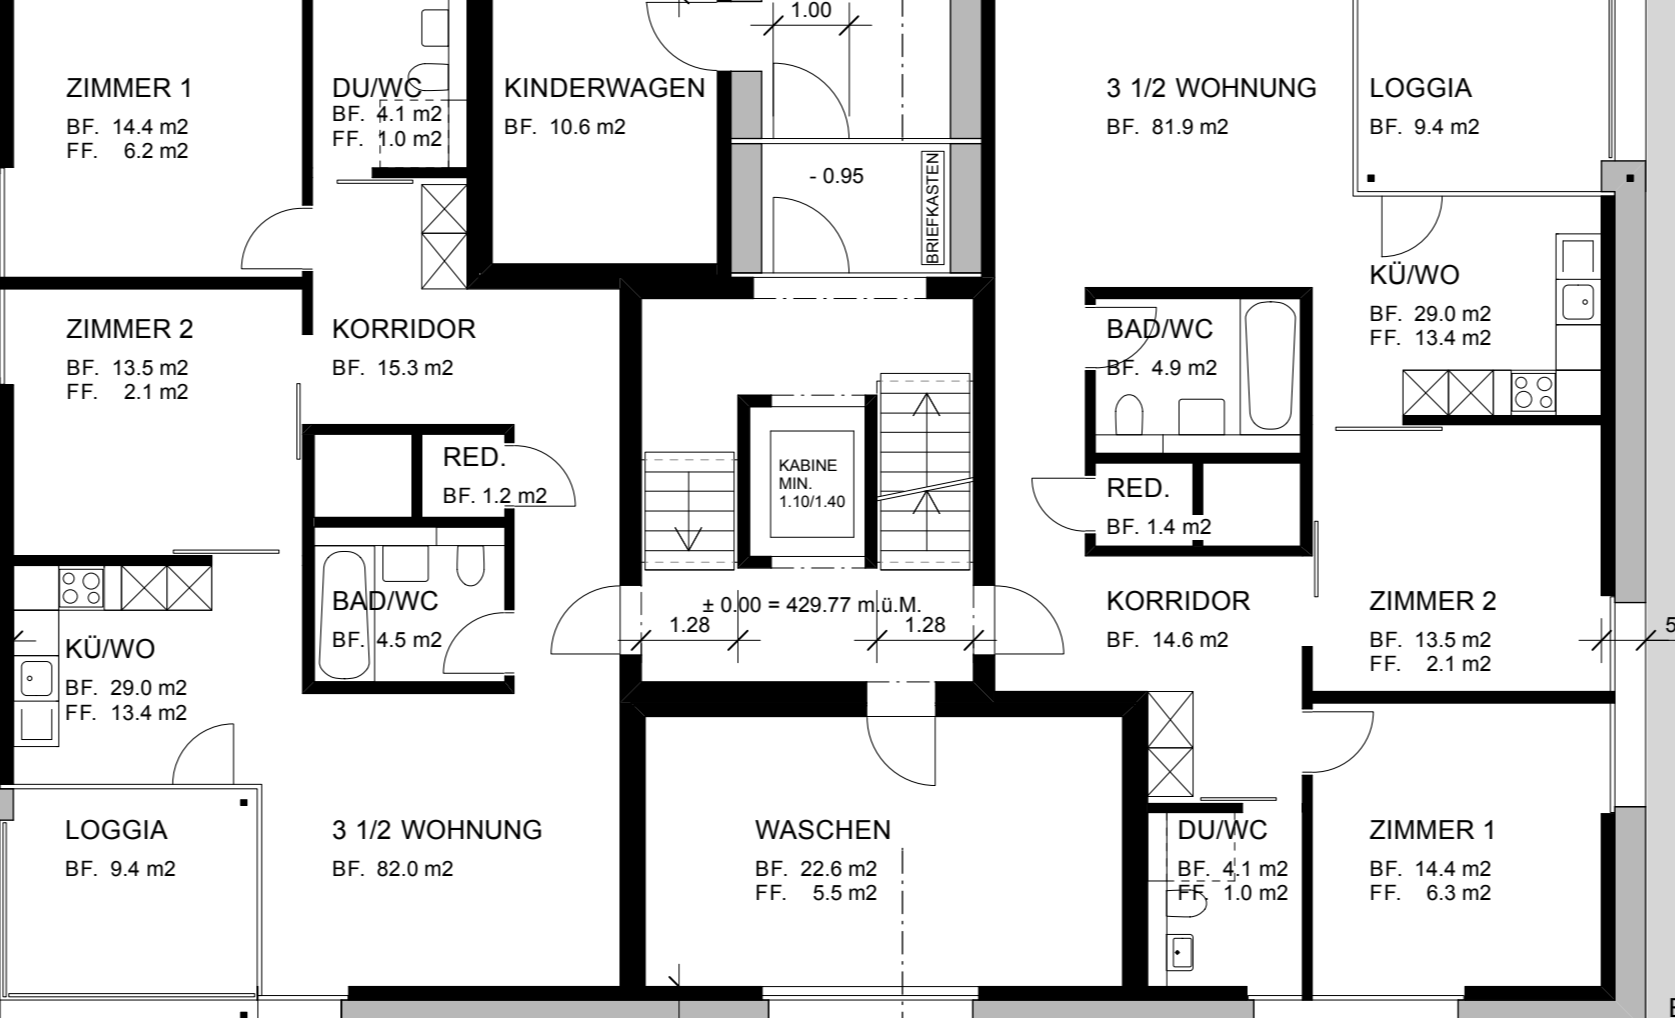 1.00
ZIMMER 1
BF. 14.4 m2
FF. 6.2 m2
DU/WC
BF. 4.1 m2
FF. 1.0 m2
KINDERWAGEN
BF. 10.6 m2
- 0.95
BRIEFKASTEN
3 1/2 WOHNUNG
BF. 81.9 m2
LOGGIA
BF. 9.4 m2
ZIMMER 2
BF. 13.5 m2
FF. 2.1 m2
KORRIDOR
BF. 15.3 m2
BAD/WC
BF. 4.9 m2
KÜ/WO
BF. 29.0 m2
FF. 13.4 m2
RED.
BF. 1.2 m2
KABINE
MIN.
1.10/1.40
RED.
BF. 1.4 m2
BAD/WC
BF. 4.5 m2
± 0.00 = 429.77 m.ü.M.
1.28
1.28
KORRIDOR
BF. 14.6 m2
ZIMMER 2
BF. 13.5 m2
FF. 2.1 m2
5
KÜ/WO
BF. 29.0 m2
FF. 13.4 m2
LOGGIA
BF. 9.4 m2
3 1/2 WOHNUNG
BF. 82.0 m2
WASCHEN
BF. 22.6 m2
FF. 5.5 m2
DU/WC
BF. 4.1 m2
FF. 1.0 m2
ZIMMER 1
BF. 14.4 m2
FF. 6.3 m2